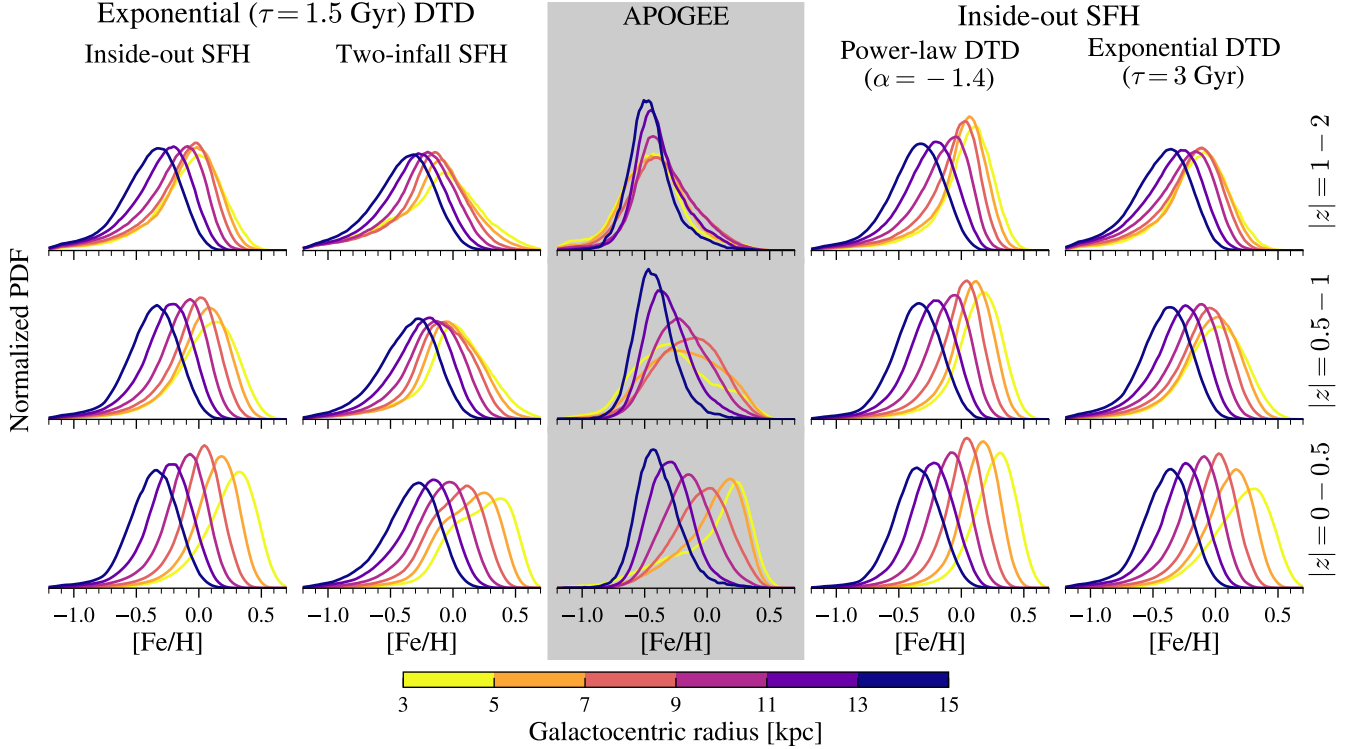 Exponential (τ = 1.5 Gyr) DTD
APOGEE
Inside-out SFH
Inside-out SFH
Two-infall SFH
Power-law DTD
(α = −1.4)
Exponential DTD
(τ = 3 Gyr)
Normalized PDF
|z| = 1 − 2
|z| = 0.5 − 1
|z| = 0 − 0.5
−1.0 −0.5 0.0 0.5
−1.0 −0.5 0.0 0.5
−1.0 −0.5 0.0 0.5
−1.0 −0.5 0.0 0.5
−1.0 −0.5 0.0 0.5
[Fe/H]
[Fe/H]
[Fe/H]
[Fe/H]
[Fe/H]
3 5 7 9 11 13 15
Galactocentric radius [kpc]